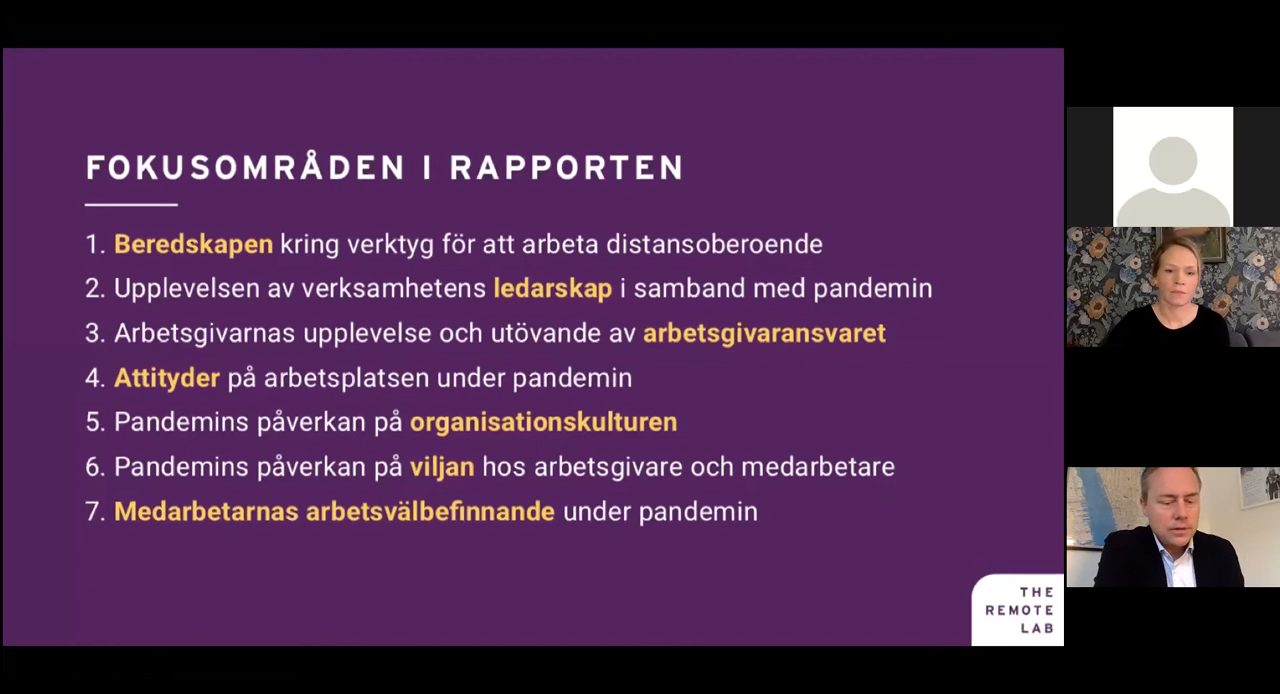 FOKUSOMRÅDEN I RAPPORTEN
1. Beredskapen kring verktyg för att arbeta distansoberoende
2. Upplevelsen av verksamhetens ledarskap i samband med pandemin
3. Arbetsgivarnas upplevelse och utövande av arbetsgivaransvaret
4. Attityder på arbetsplatsen under pandemin
5. Pandemins påverkan på organisationskulturen
6. Pandemins påverkan på viljan hos arbetsgivare och medarbetare
7. Medarbetarnas arbetsvälbefinnande under pandemin
THE
REMOTE
LAB